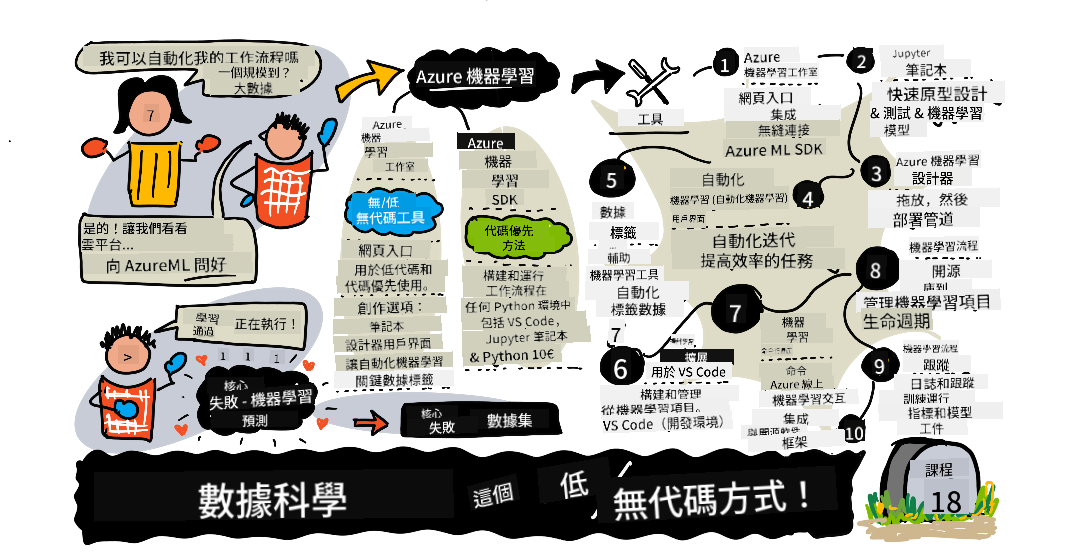 我可以自動化我的工作流程嗎
一個規模到？
大數據
?
是的！讓我們看看
雲平台...
向 AzureML 問好
Azure 機器學習
Azure
機器
學習
工作室
無/低
無代碼工具
網頁入口
用於低代碼和
代碼優先使用。
創作選項：
筆記本
設計器用戶界面
讓自動化機器學習
關鍵數據標籤
Azure
機器
學習
SDK
代碼優先
方法
構建和運行
工作流程在
任何 Python 環境中
包括 VS Code，
Jupyter 筆記本
& Python 10€
工具
1
Azure
機器學習工作室
網頁入口
集成
無縫連接
Azure ML SDK
2
Jupyter
筆記本
快速原型設計
& 測試 & 機器學習
模型
3
Azure 機器學習
設計器
拖放，然後
部署管道
4
自動化
機器學習 (自動化機器學習)
用戶界面
自動化迭代
提高效率的任務
5
數據
標籤
輔助
機器學習工具
自動化
標籤數據
7
6
擴展
用於 VS Code
構建和管理
從機器學習項目。
VS Code（開發環境）
7
機器
學習
命令
Azure 線上
機器學習交互
集成
框架
8
機器學習流程
開源
庫到
管理機器學習項目
生命週期
9
機器學習流程
跟蹤
日誌和跟蹤
訓練運行
指標和模型
工件
10
學習
通過
正在執行！
>
1 1 1
核心
失敗 - 機器學習
預測
核心
失敗
數據集
數據科學
這個
低
/
無代碼方式！
課程
18